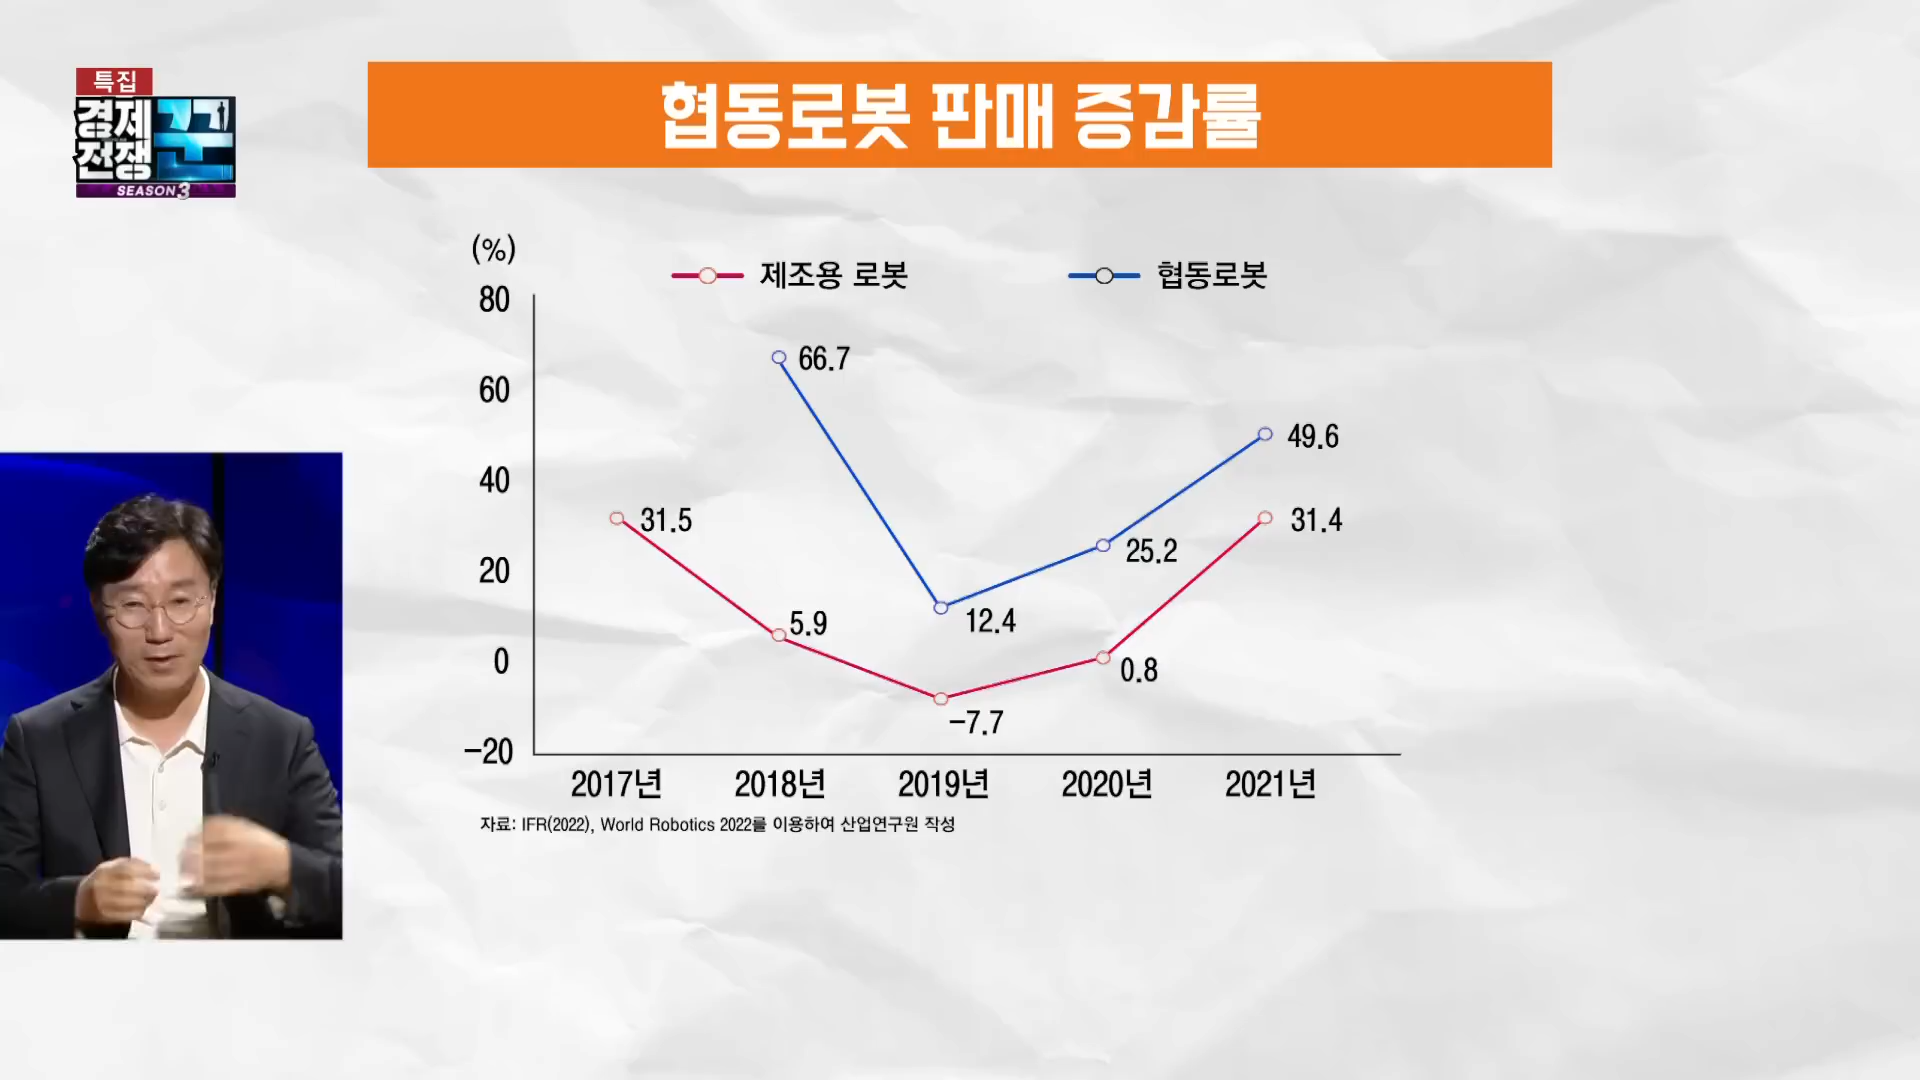 특집
경제
전쟁 꾼
SEASON 3
협동로봇 판매 증감률
(%)
제조용 로봇
협동로봇
80
60
40
20
0
-20
66.7
49.6
31.5
31.4
25.2
5.9
12.4
0.8
-7.7
2017년 2018년 2019년 2020년 2021년
자료: IFR(2022), World Robotics 2022를 이용하여 산업연구원 작성